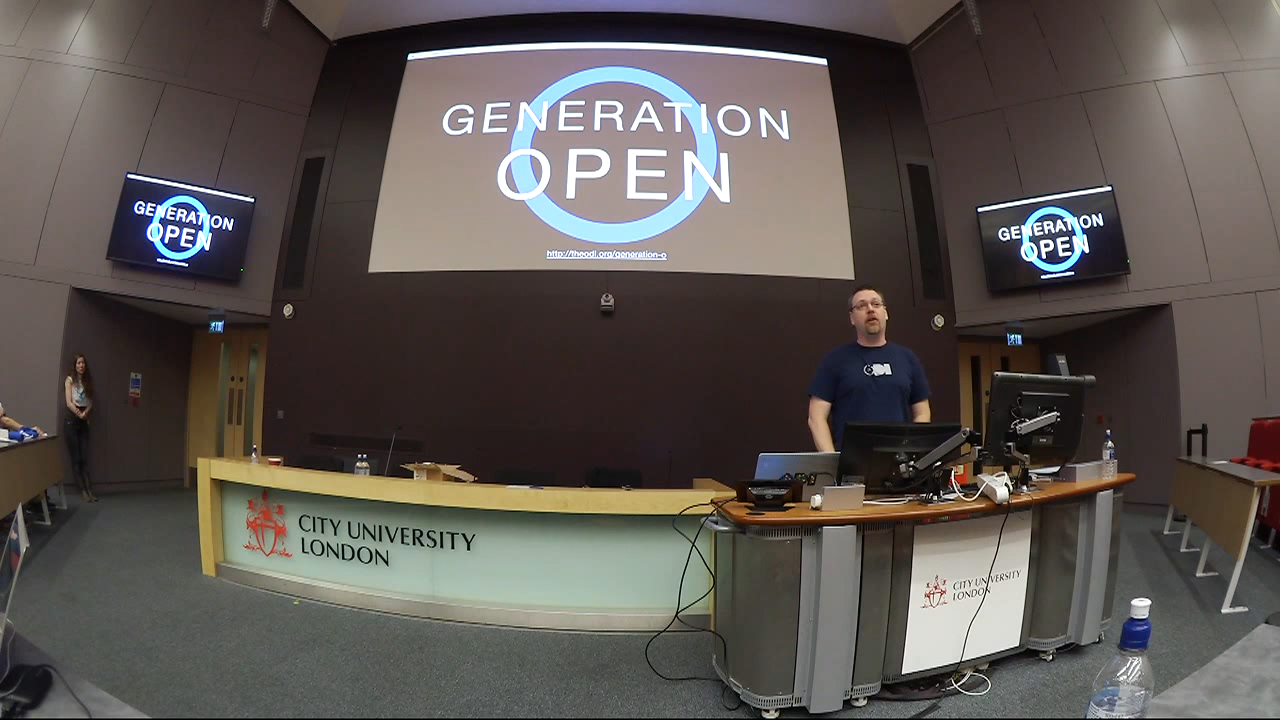 GENERATION
OPEN
http://theodi.org/generation-o
GENERATION
OPEN
GENERATION
OPEN
CITY UNIVERSITY
LONDON
CITY UNIVERSITY
LONDON